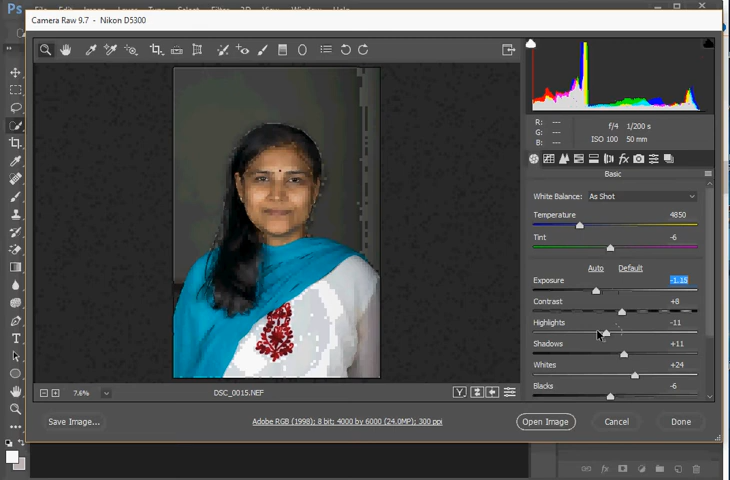 Ps
Camera Raw 9.7 - Nikon D5300
f/4 1/200 s
ISO 100 50 mm
R: ---
G: ---
B: ---
fx
Basic
White Balance: As Shot
Temperature 4850
Tint -6
Auto Default
Exposure -1.15
Contrast +8
Highlights -11
Shadows +11
Whites +24
Blacks -6
7.6% DSC_0015.NEF Y
Save Image... Adobe RGB (1998); 8 bit; 4000 by 6000 (24.0MP); 300 ppi Open Image Cancel Done
fx